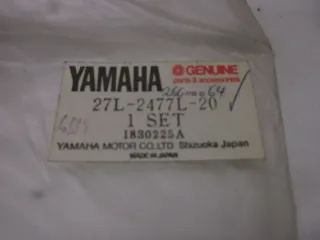 YAMAHA GENUINE
parts & accessories
27L-2477L-20
1 SET
1830225A
YAMAHA MOTOR CO., LTD Shizuoka Japan
MADE IN JAPAN